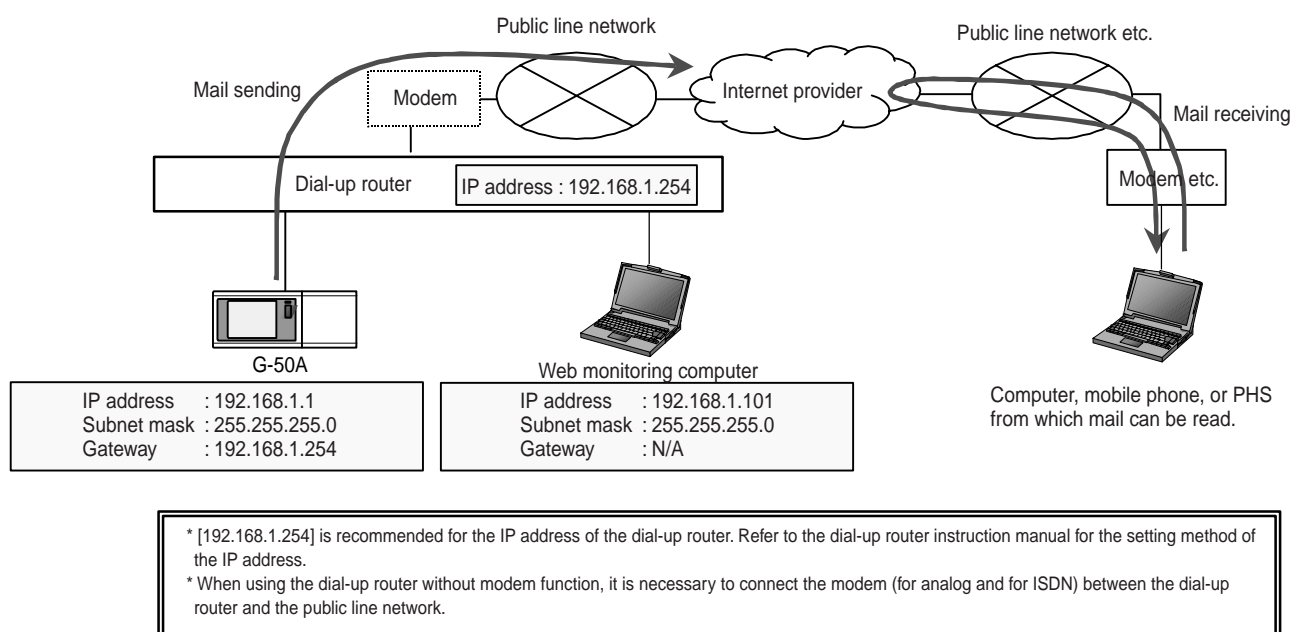 Public line network
Public line network etc.
Mail sending
Modem
Internet provider
Mail receiving
Dial-up router
IP address : 192.168.1.254
Modem etc.
G-50A
IP address : 192.168.1.1
Subnet mask : 255.255.255.0
Gateway : 192.168.1.254
Web monitoring computer
IP address : 192.168.1.101
Subnet mask : 255.255.255.0
Gateway : N/A
Computer, mobile phone, or PHS
from which mail can be read.
* [192.168.1.254] is recommended for the IP address of the dial-up router. Refer to the dial-up router instruction manual for the setting method of
the IP address.
* When using the dial-up router without modem function, it is necessary to connect the modem (for analog and for ISDN) between the dial-up
router and the public line network.